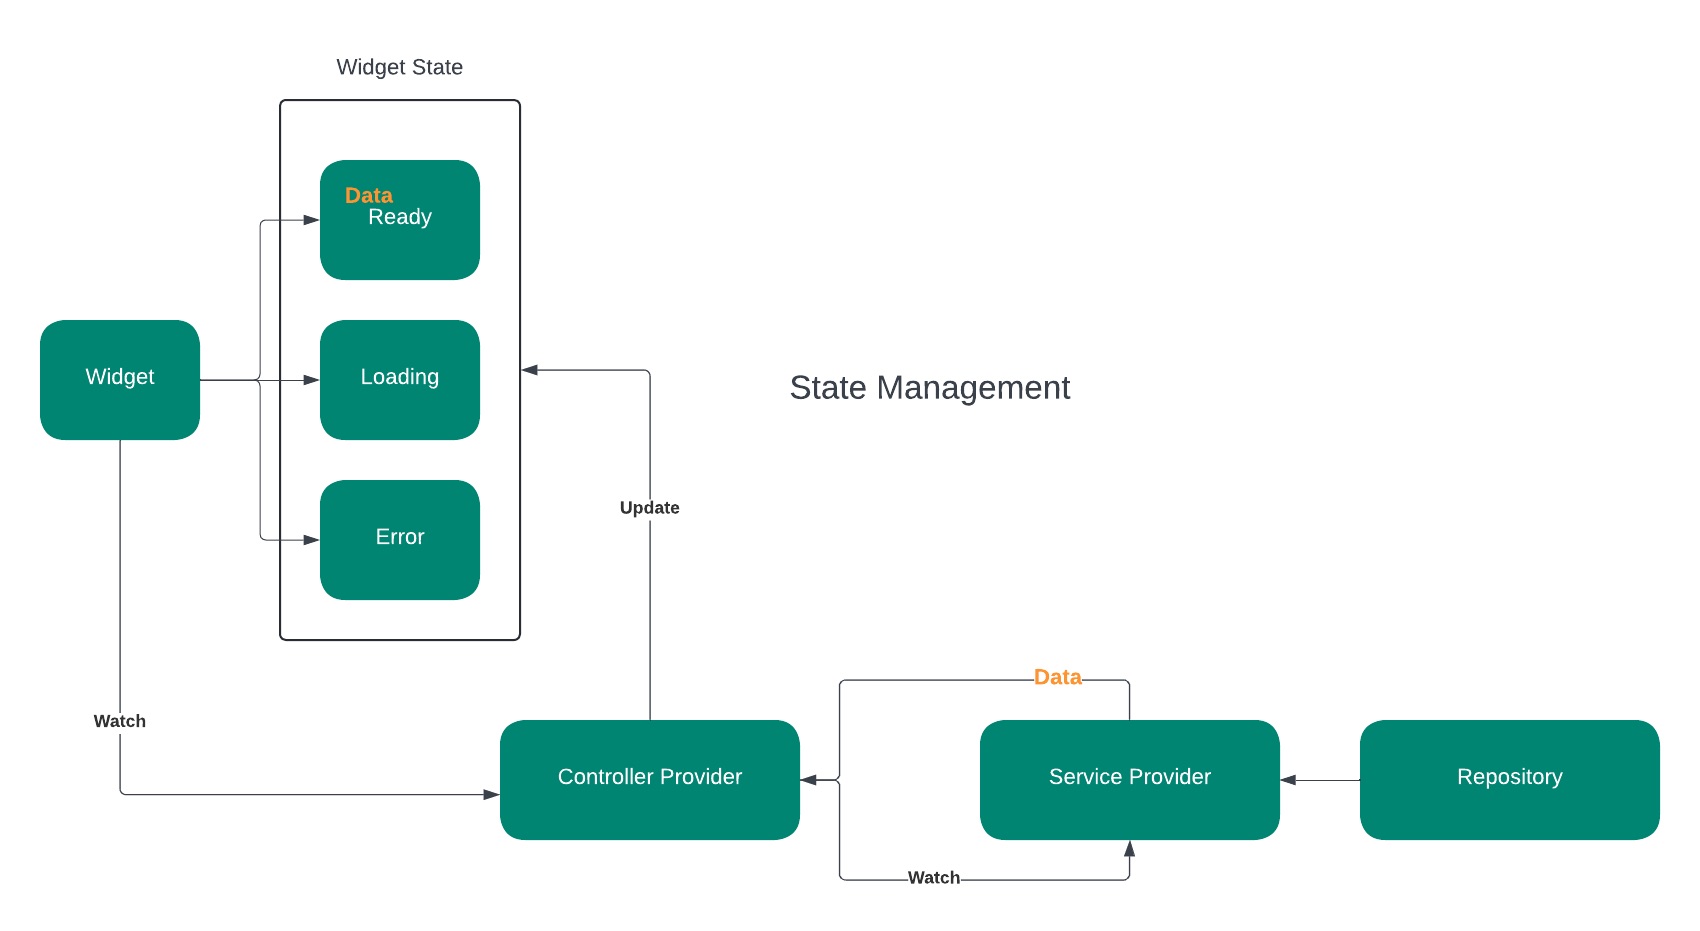 Widget State
Data
Ready
Widget
Loading
State Management
Update
Error
Data
Watch
Controller Provider
Service Provider
Repository
Watch